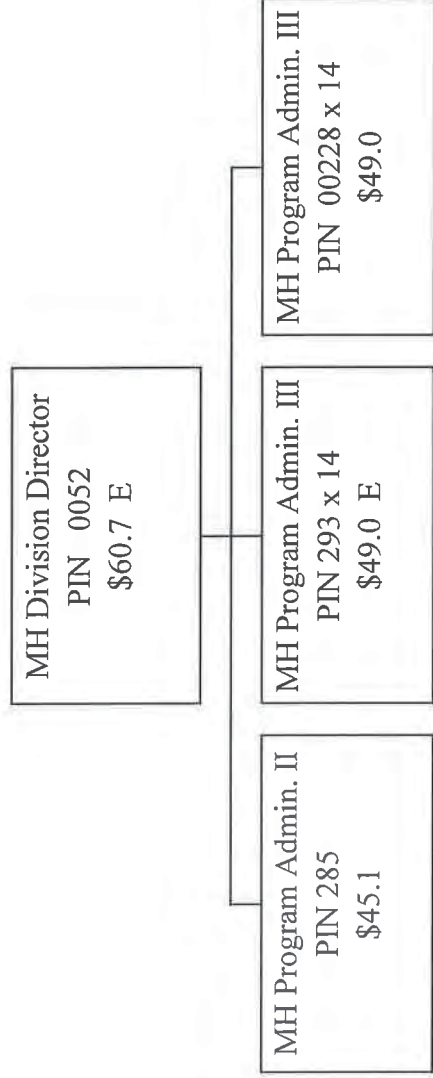 MH Division Director
PIN 0052
$60.7 E
MH Program Admin. II
PIN 285
$45.1
MH Program Admin. III
PIN 293 x 14
$49.0 E
MH Program Admin. III
PIN 00228 x 14
$49.0